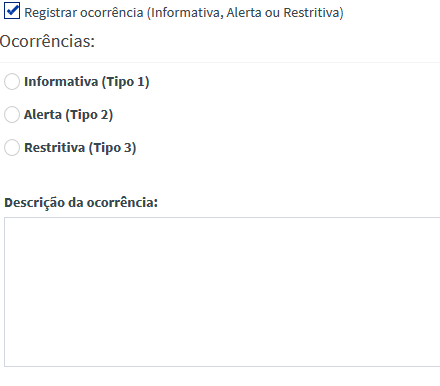 Registrar ocorrência (Informativa, Alerta ou Restritiva)
Ocorrências:
Informativa (Tipo 1)
Alerta (Tipo 2)
Restritiva (Tipo 3)
Descrição da ocorrência: